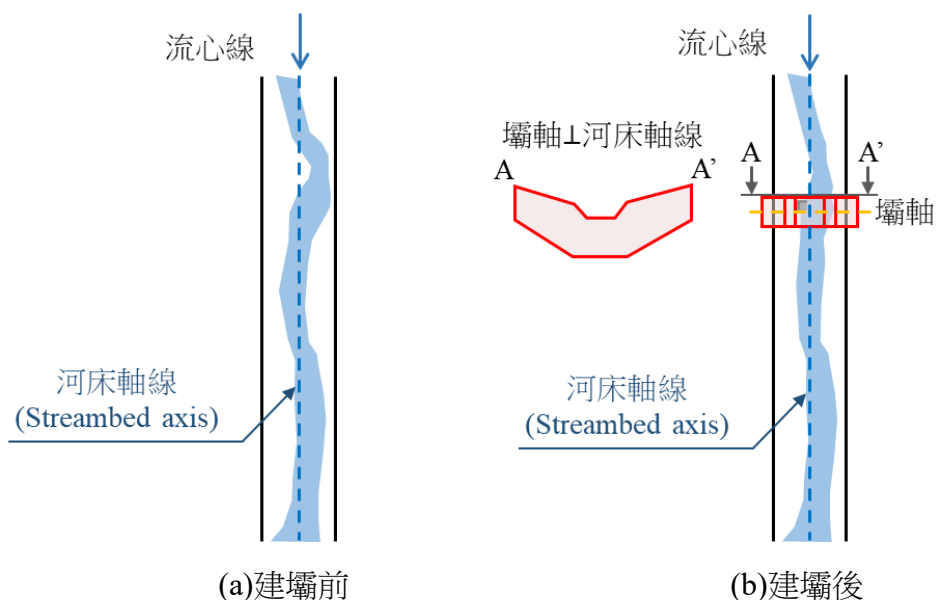 流心線
河床軸線
(Streambed axis)
(a)建壩前
流心線
壩軸⊥河床軸線
A
A'
A
A'
壩軸
河床軸線
(Streambed axis)
(b)建壩後